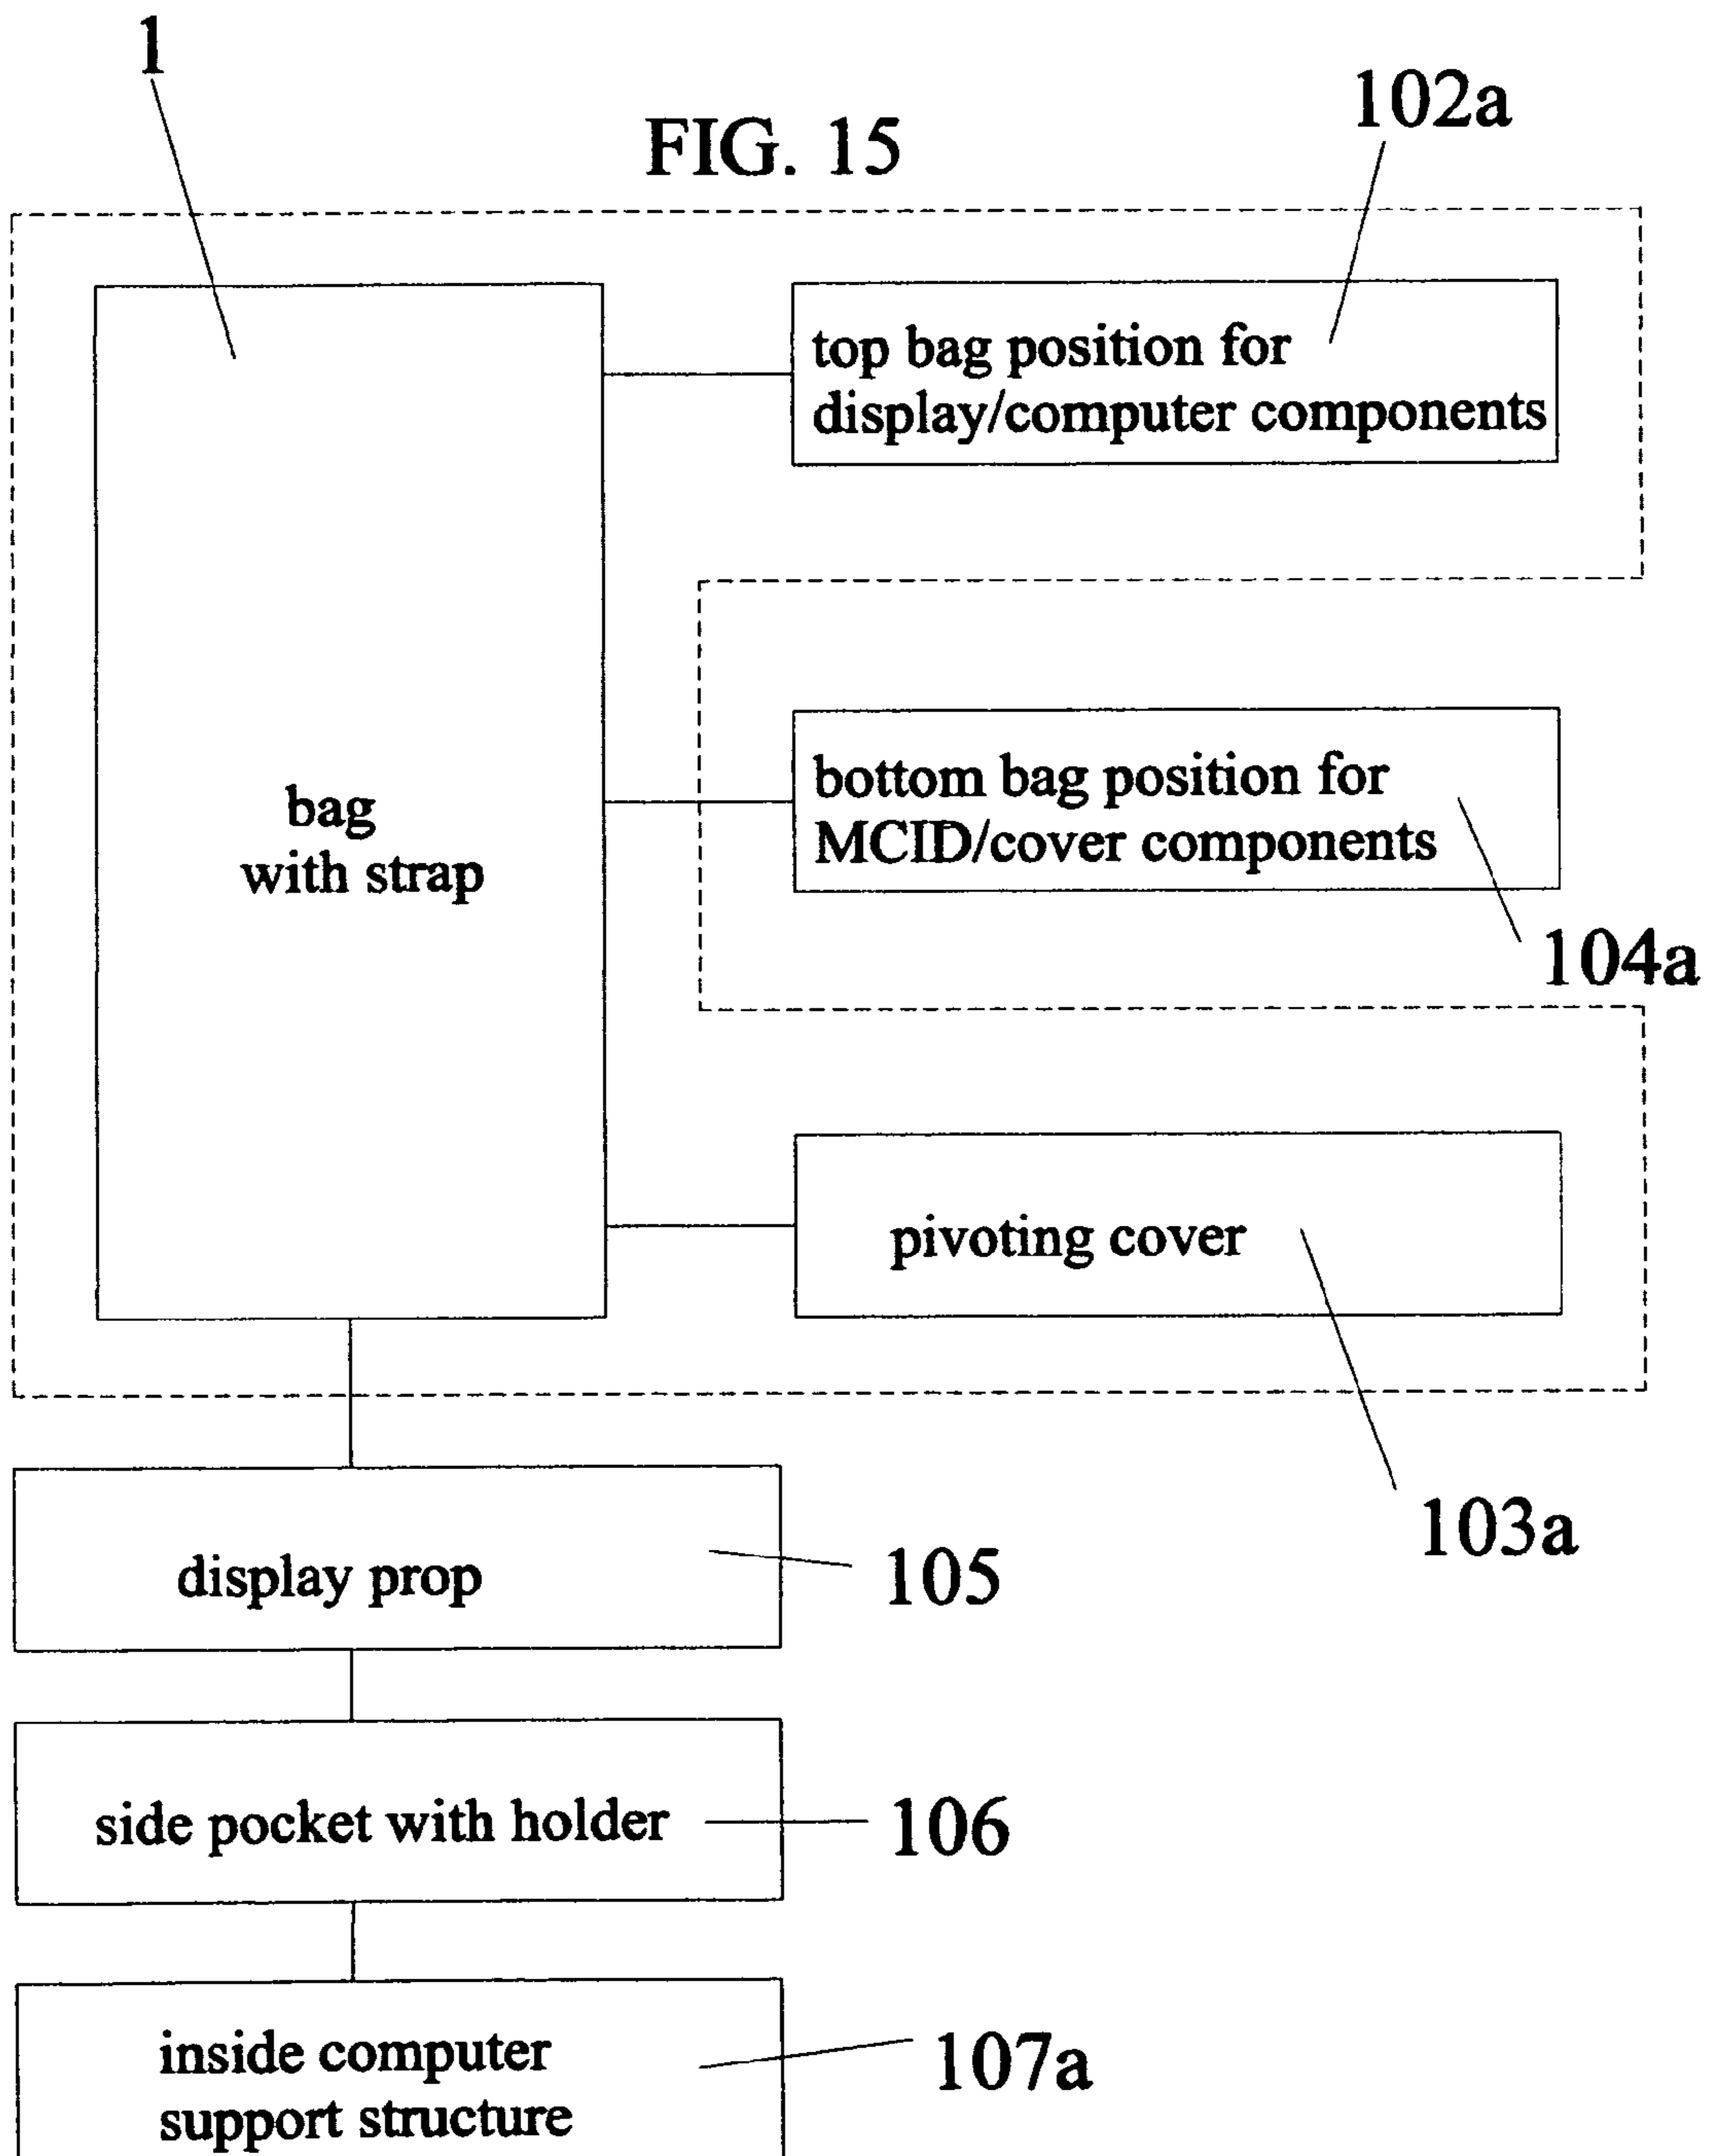 1
FIG. 15
102a
top bag position for
display/computer components
bag
with strap
bottom bag position for
MCID/cover components
104a
pivoting cover
103a
display prop
105
side pocket with holder
106
inside computer
support structure
107a